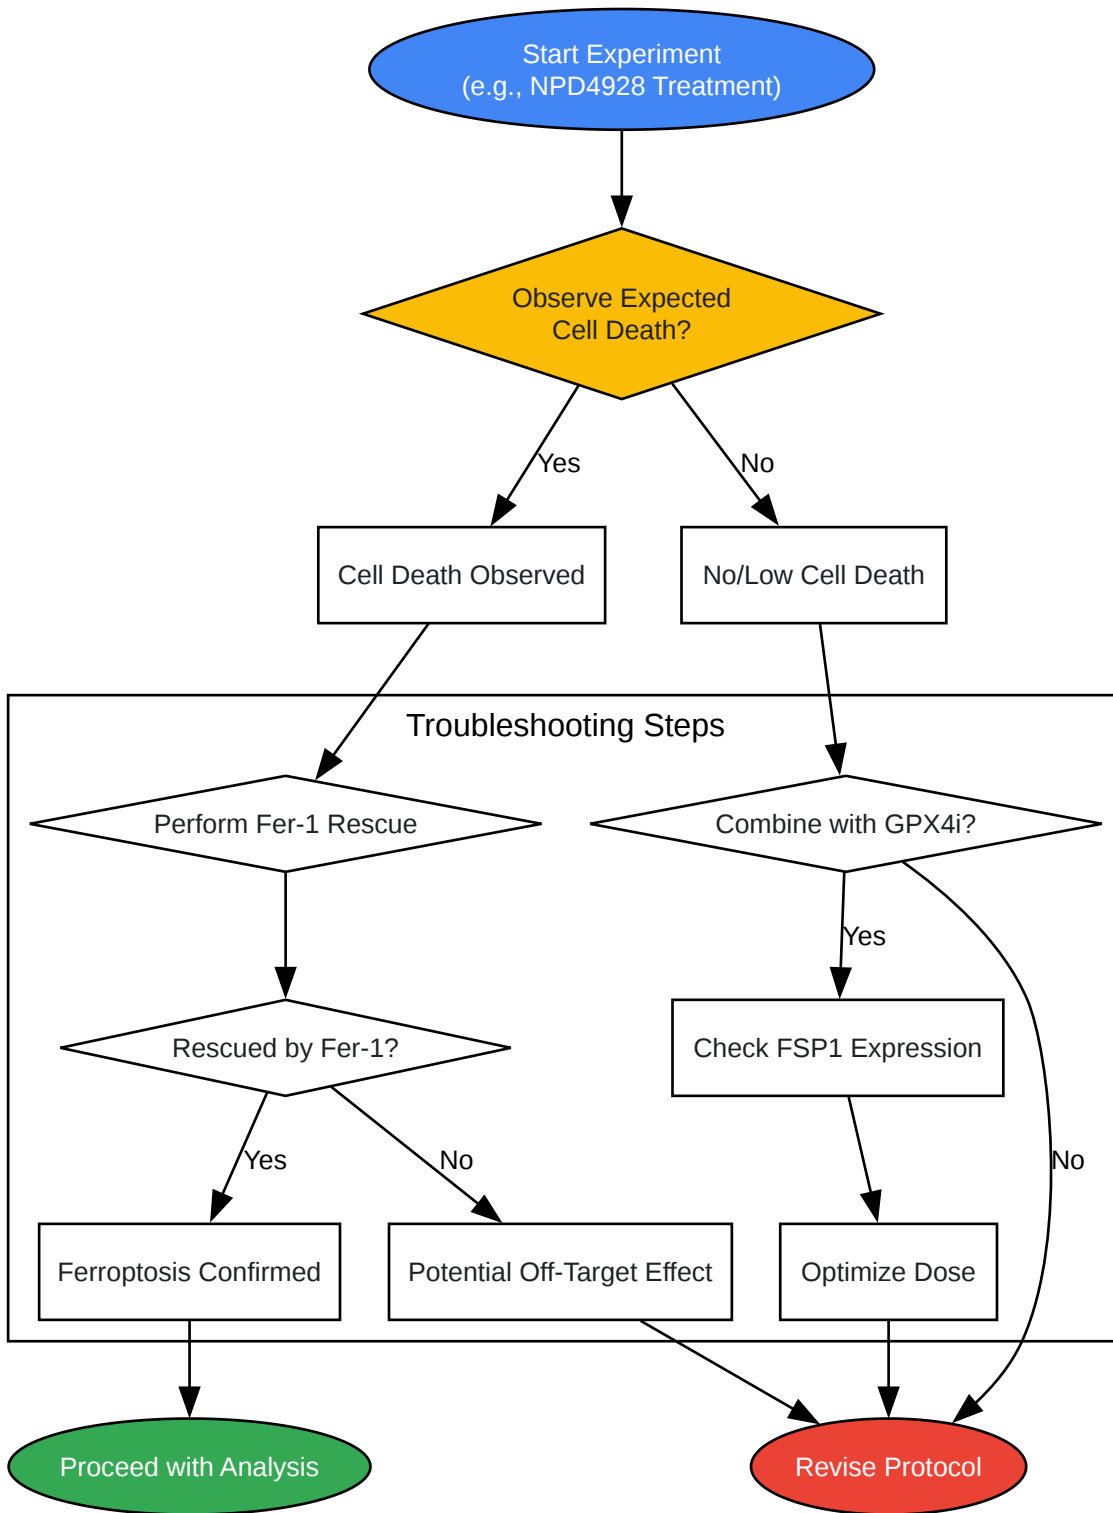 Start Experiment
(e.g., NPD4928 Treatment)
Observe Expected
Cell Death?
Yes
No
Cell Death Observed
No/Low Cell Death
Troubleshooting Steps
Perform Fer-1 Rescue
Combine with GPX4i?
Yes
Rescued by Fer-1?
Check FSP1 Expression
Yes
No
No
Ferroptosis Confirmed
Potential Off-Target Effect
Optimize Dose
Proceed with Analysis
Revise Protocol